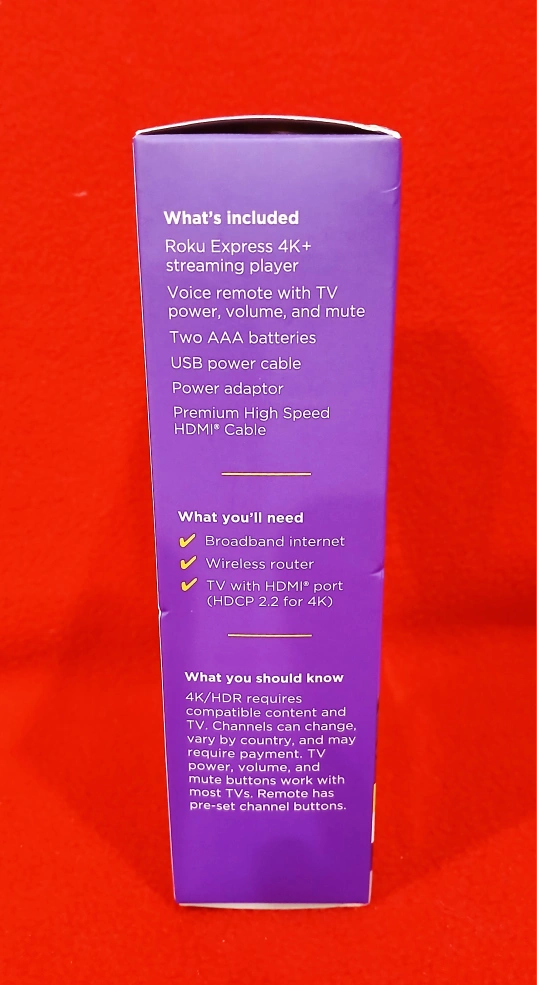 What's included
Roku Express 4K+
streaming player
Voice remote with TV
power, volume, and mute
Two AAA batteries
USB power cable
Power adaptor
Premium High Speed
HDMI® Cable
What you'll need
✔ Broadband internet
✔ Wireless router
✔ TV with HDMI® port
(HDCP 2.2 for 4K)
What you should know
4K/HDR requires
compatible content and
TV. Channels can change,
vary by country, and may
require payment. TV
power, volume, and
mute buttons work with
most TVs. Remote has
pre-set channel buttons.